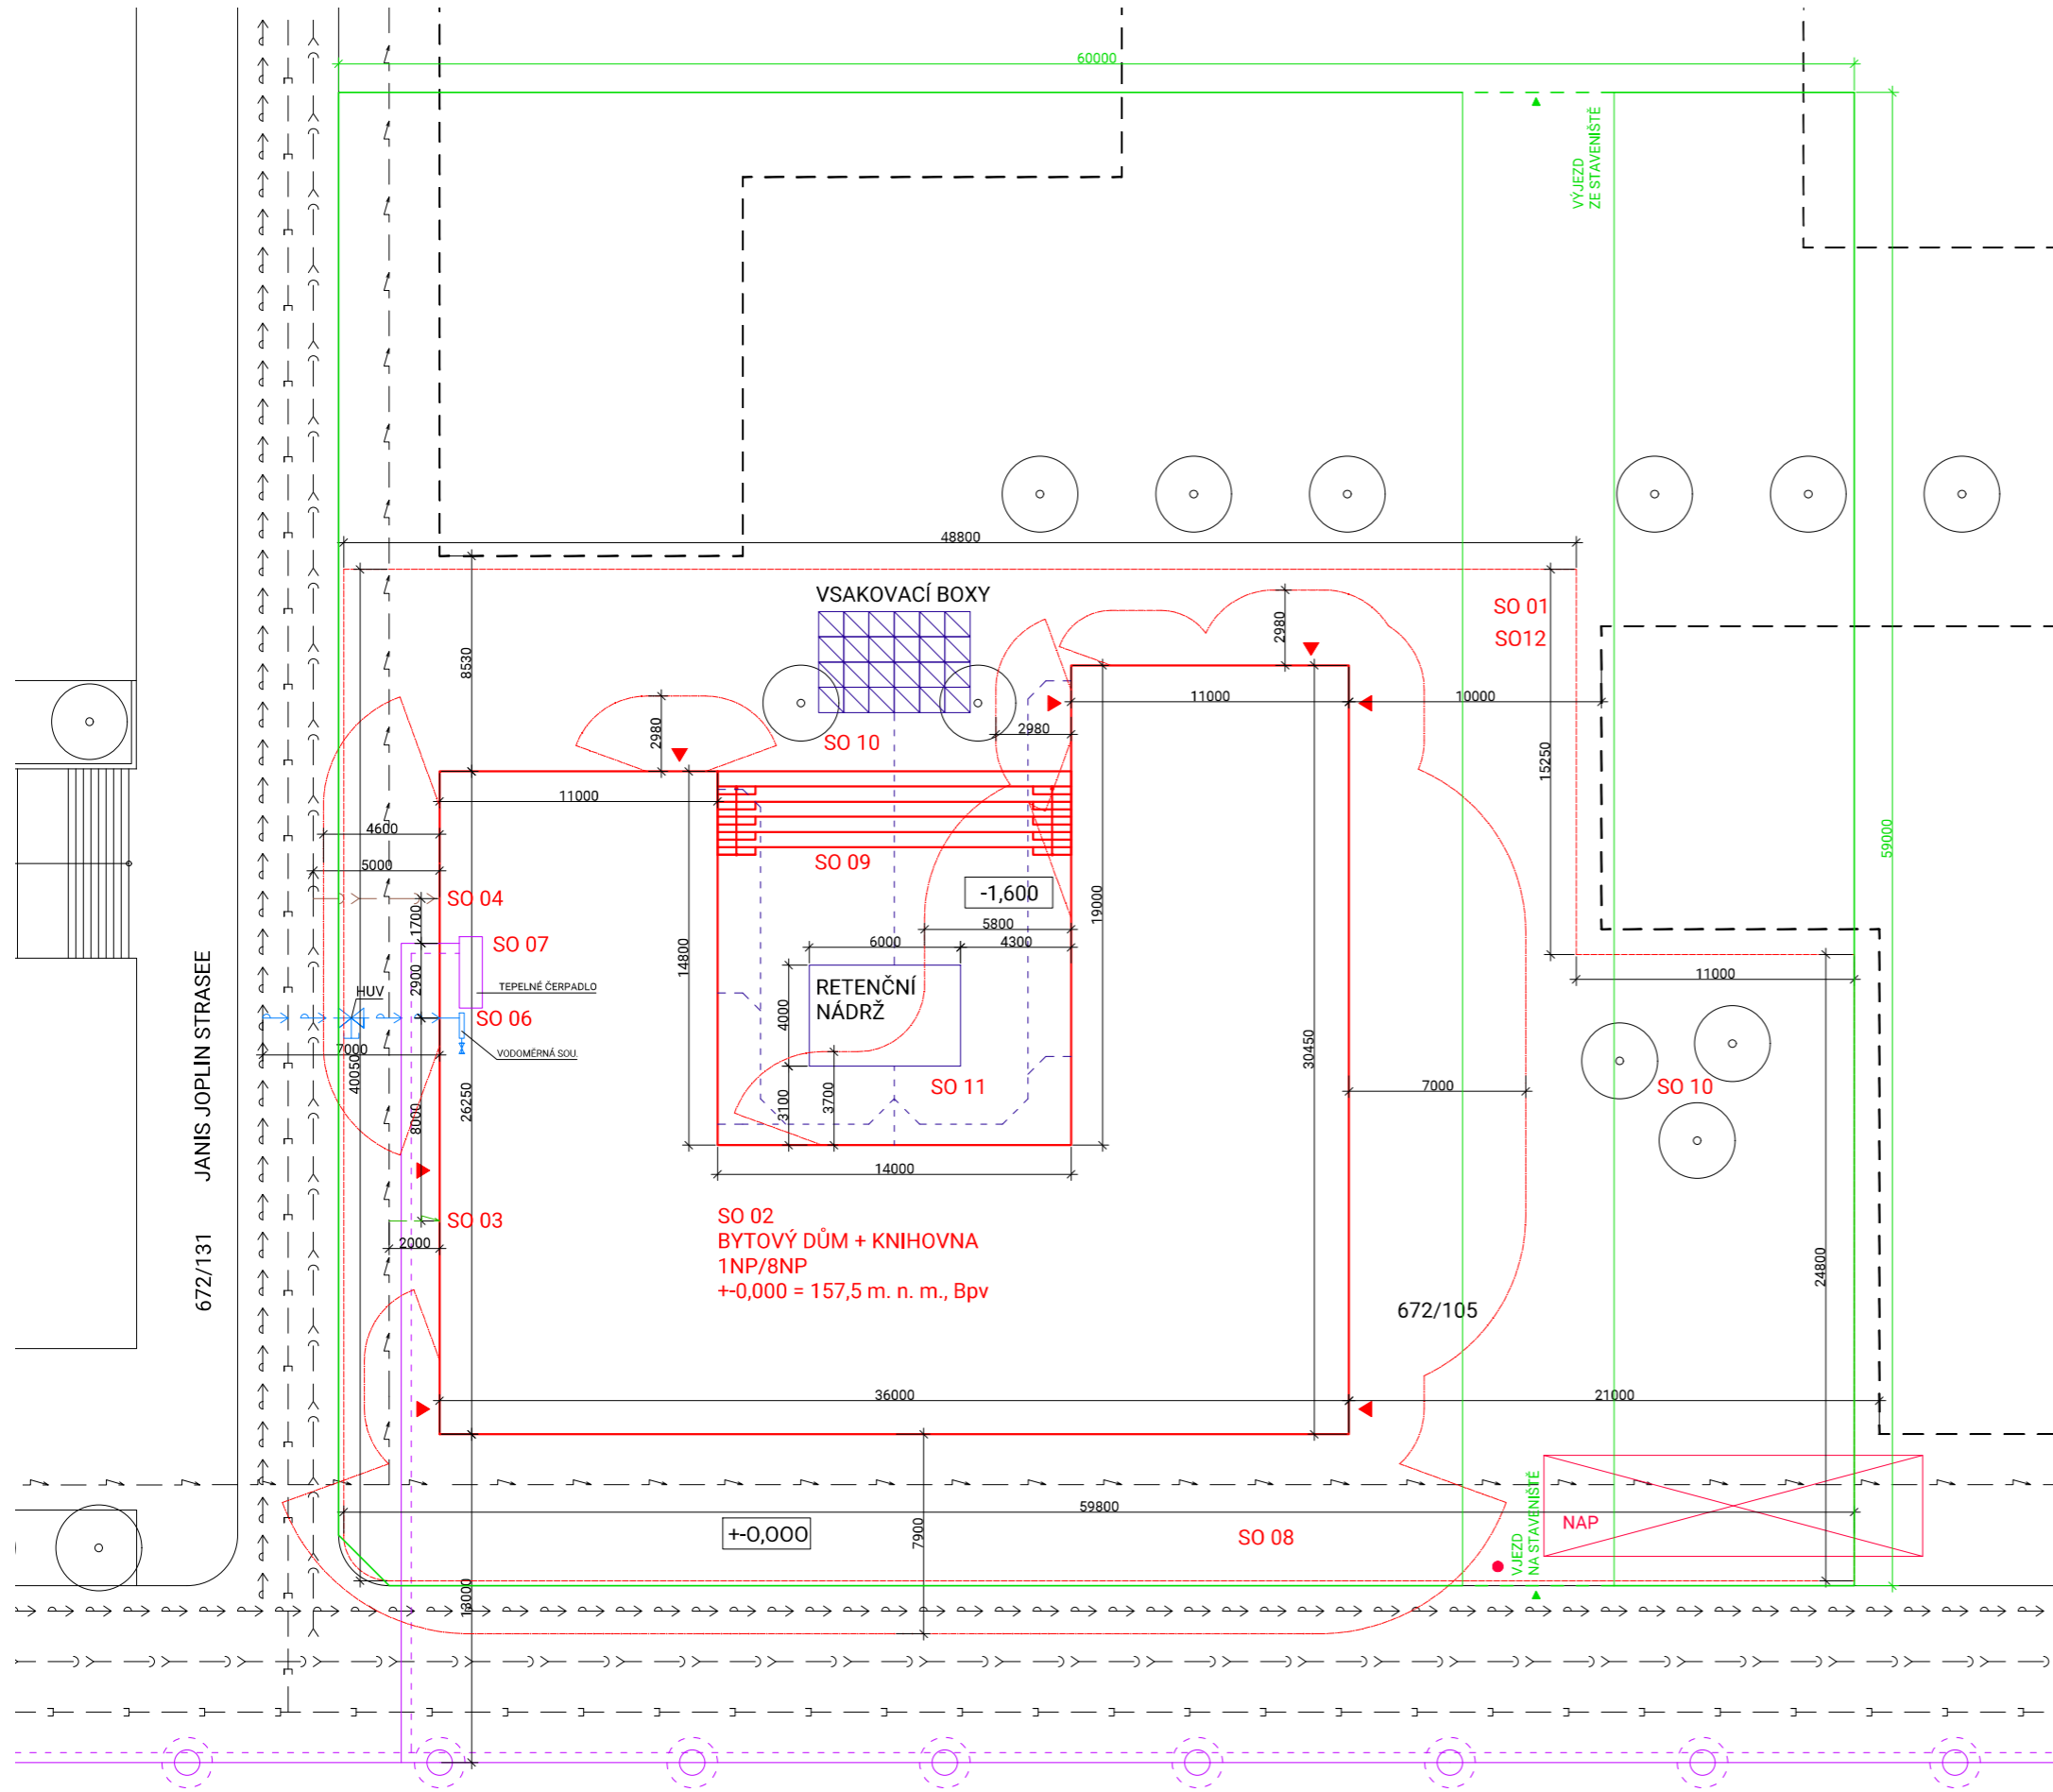 60000
VÝJEZD
ZE STAVENIŠTĚ
48800
VSAKOVACÍ BOXY
SO 01
SO12
2980
8530
11000
10000
2980
2980
SO 10
15250
11000
4600
59000
SO 09
5000
-1,600
SO 04
1700
19000
5800
SO 07
6000
4300
14800
2900
TEPELNÉ ČERPADLO
RETENČNÍ
NÁDRŽ
11000
HUV
SO 06
4000
7000
VODOMĚRNÁ SOU.
30450
40050
SO 11
7000
SO 10
8000
26250
3100
3700
JANIS JOPLIN STRASEE
672/131
14000
SO 03
SO 02
BYTOVÝ DŮM + KNIHOVNA
1NP/8NP
+-0,000 = 157,5 m. n. m., Bpv
2000
24800
672/105
36000
21000
59800
+-0,000
7900
SO 08
NAP
VJEZD
NA STAVENIŠTĚ
13000